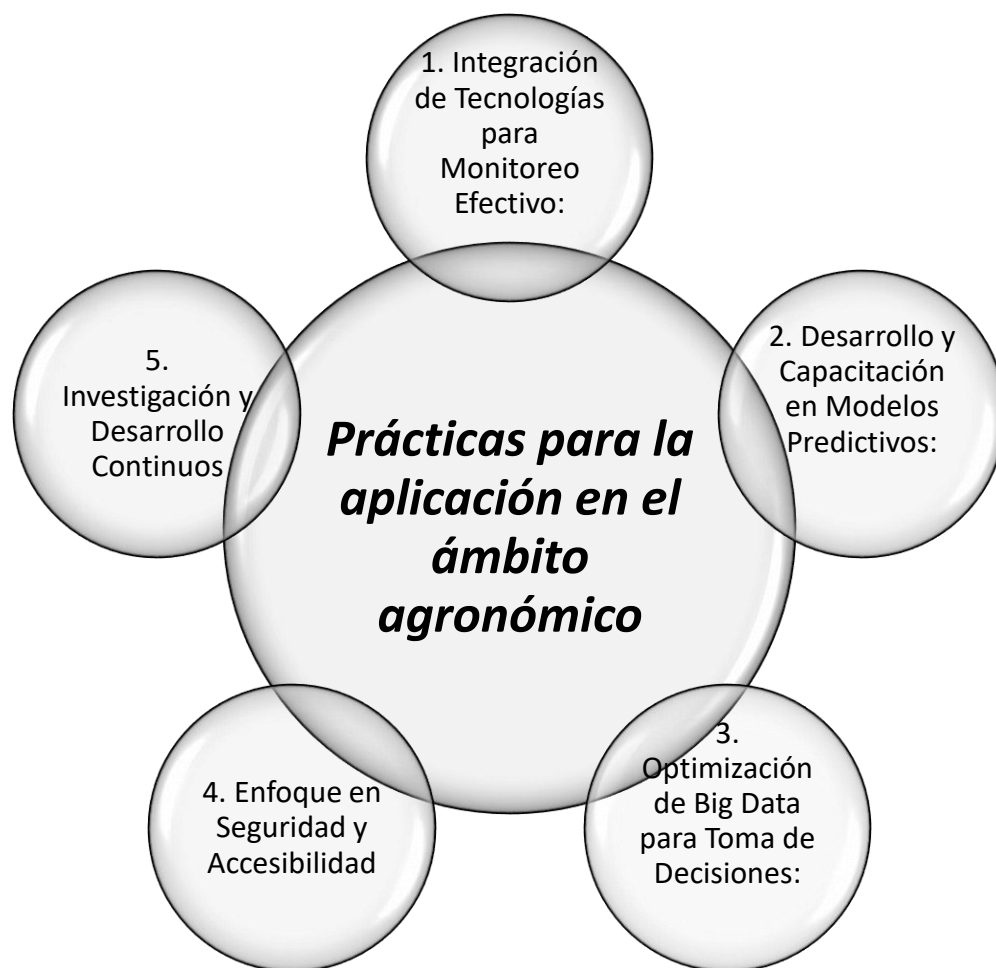 1. Integración
de Tecnologías
para
Monitoreo
Efectivo:
2. Desarrollo y
Capacitación
en Modelos
Predictivos:
5.
Investigación y
Desarrollo
Continuos
Prácticas para la
aplicación en el
ámbito
agronómico
4. Enfoque en
Seguridad y
Accesibilidad
3.
Optimización
de Big Data
para Toma de
Decisiones: